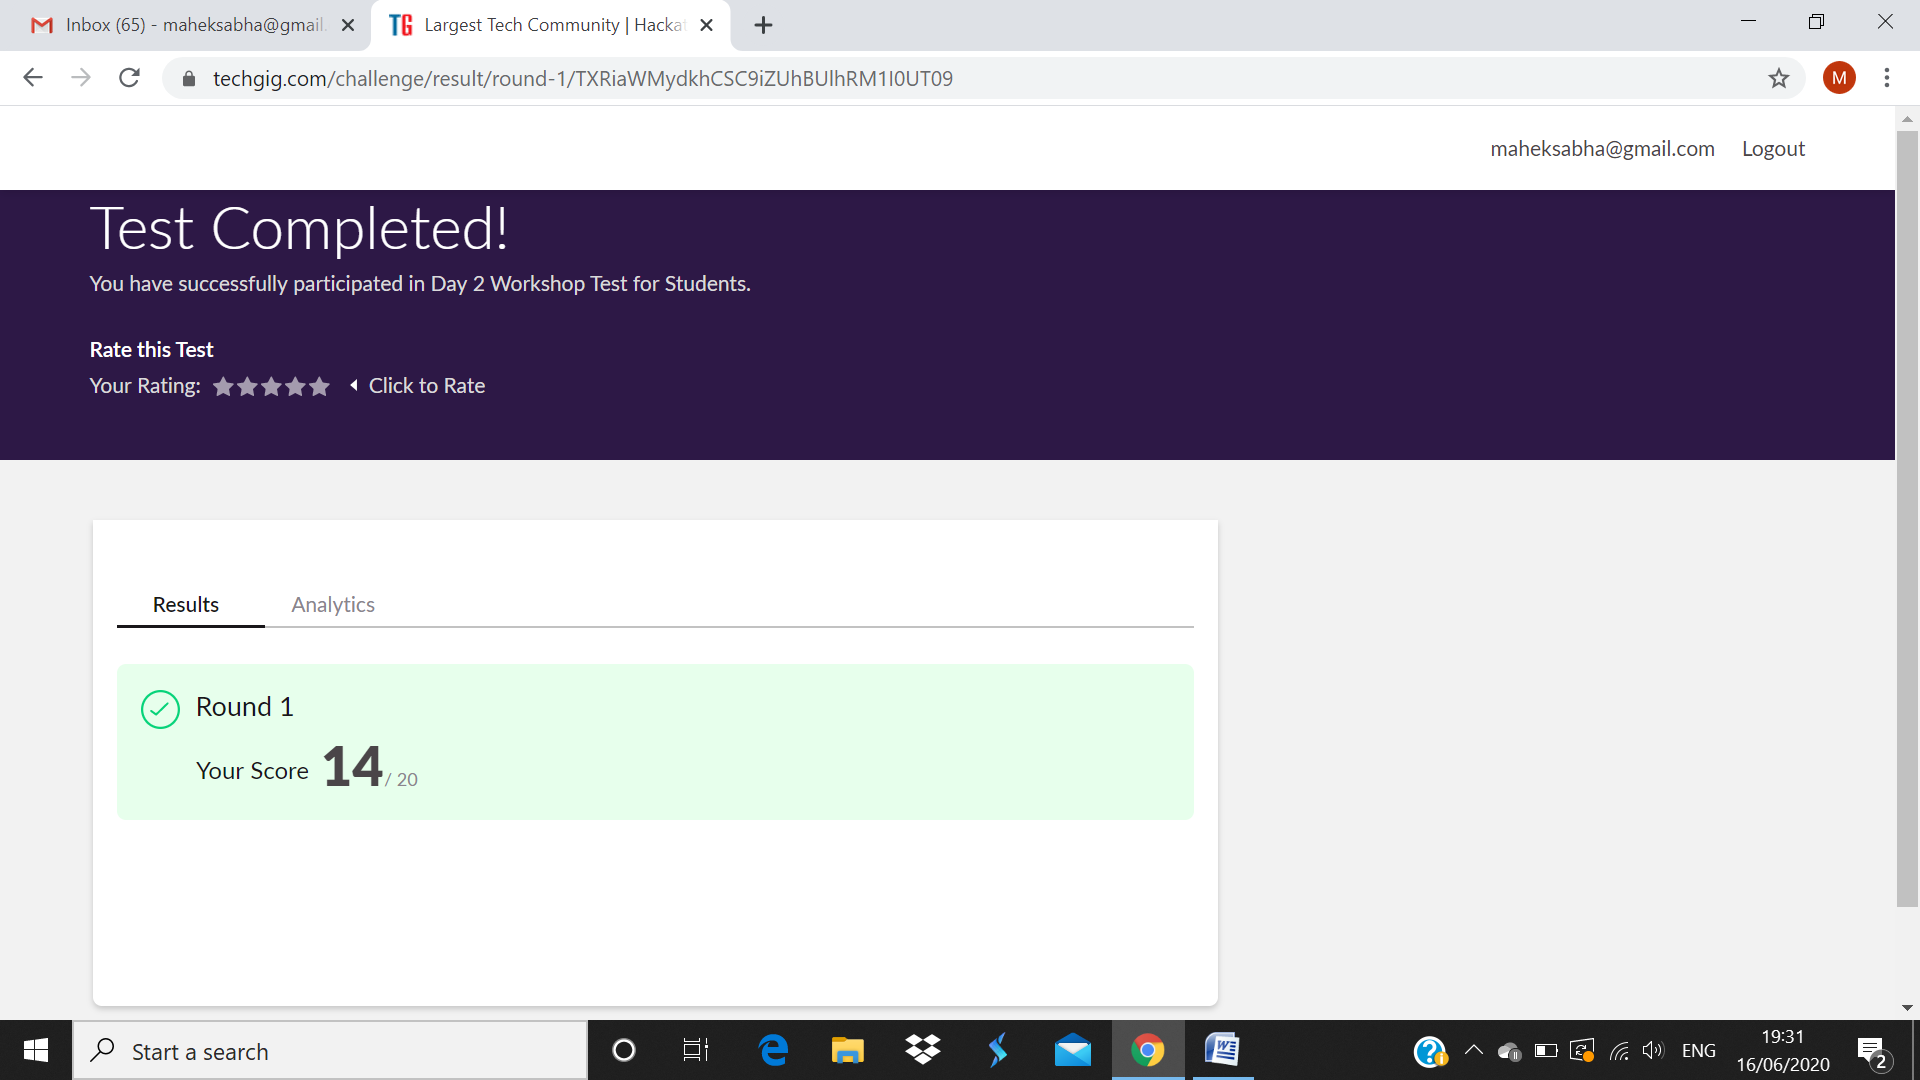 Inbox (65) - maheksabha@gmail.
TG Largest Tech Community | Hacka
techgig.com/challenge/result/round-1/TXRiaWMydkhCSC9iZUhBUlhRM1I0UT09
M
maheksabha@gmail.com Logout
Test Completed!
You have successfully participated in Day 2 Workshop Test for Students.
Rate this Test
Your Rating: Click to Rate
Results Analytics
Round 1
Your Score 14 / 20
Start a search
ENG
19:31
16/06/2020
2